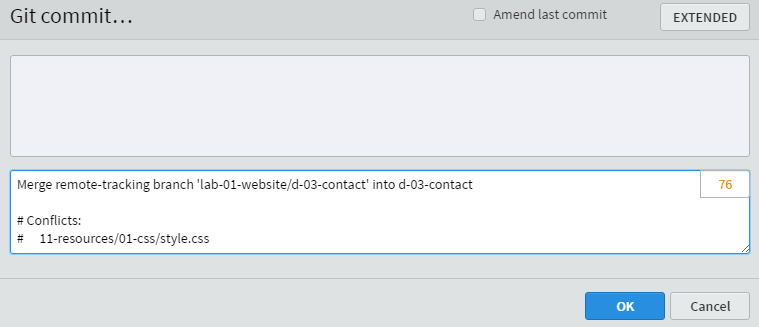 Git commit…
Amend last commit
EXTENDED
Merge remote-tracking branch 'lab-01-website/d-03-contact' into d-03-contact
76
# Conflicts:
#    11-resources/01-css/style.css
OK
Cancel